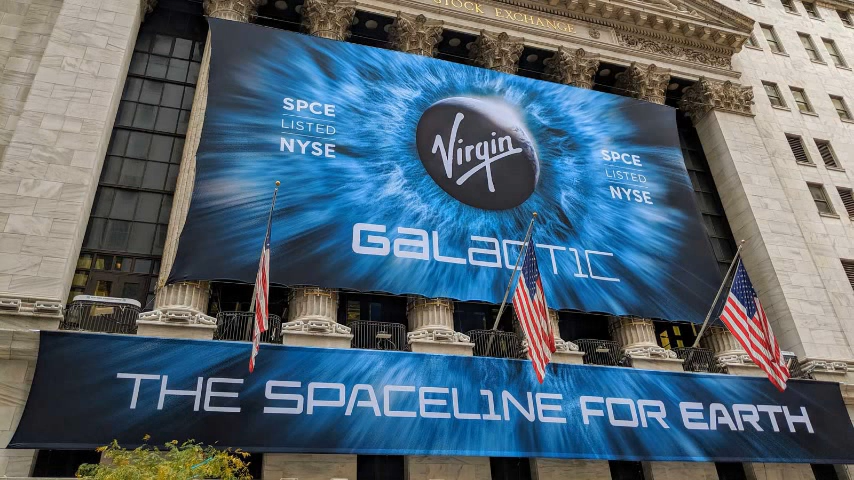 STOCK EXCHANGE
SPCE
LISTED
NYSE
Virgin
GALACTIC
SPCE
LISTED
NYSE
THE SPACELINE FOR EARTH